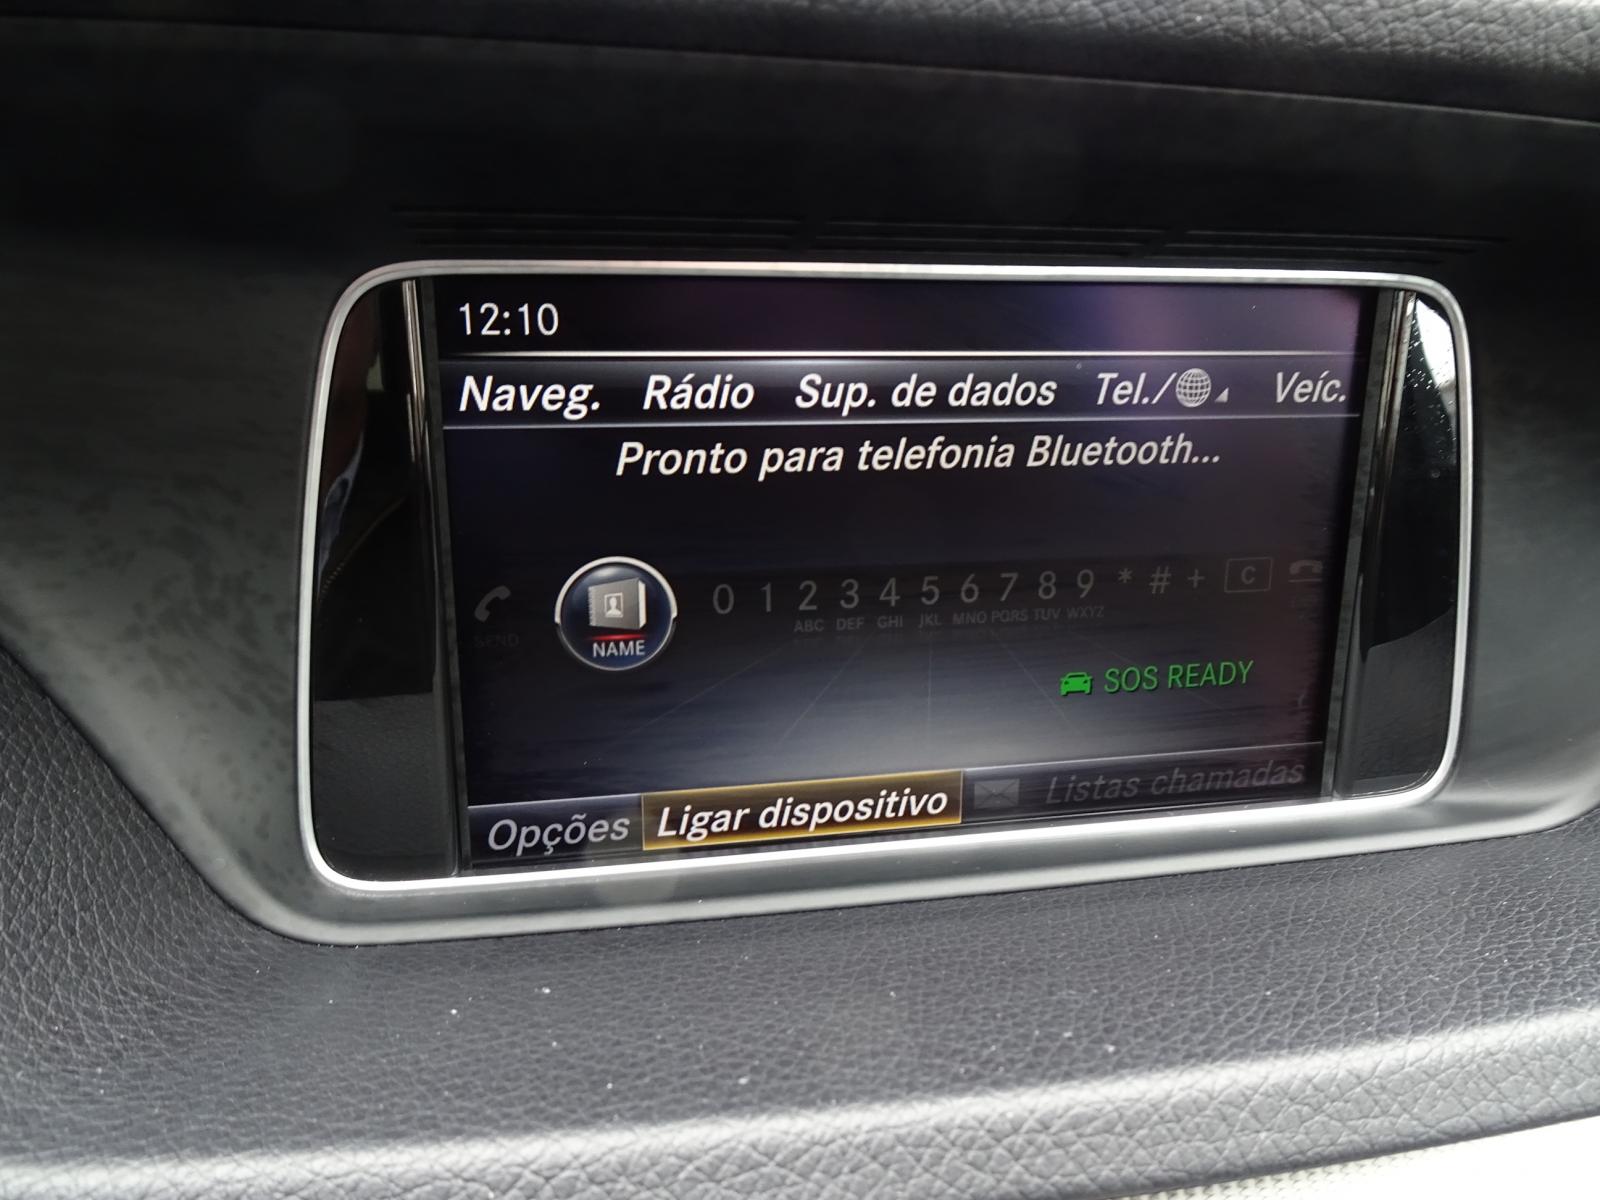 12:10
Naveg. Rádio Sup. de dados Tel./ Veíc.
Pronto para telefonia Bluetooth...
SEND NAME 0 1 2 3 4 5 6 7 8 9 * # + C
ABC DEF GHI JKL MNO PQRS TUV WXYZ
SOS READY
Opções Ligar dispositivo Listas chamadas